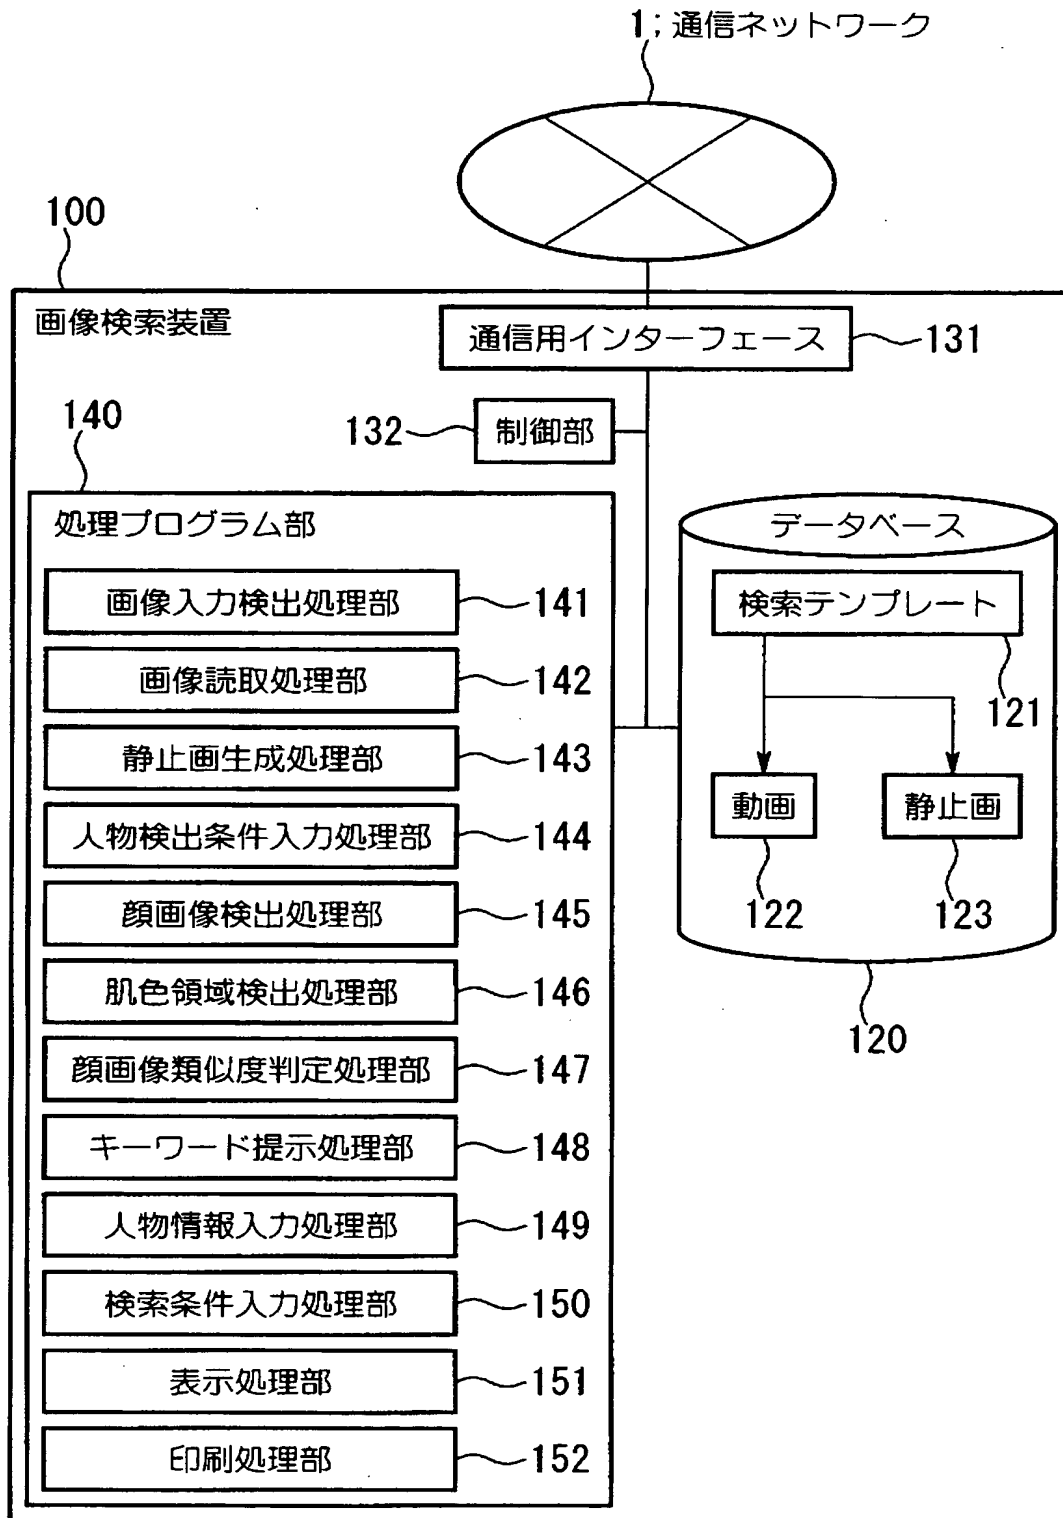 1;通信ネットワーク
100
画像検索装置
通信用インターフェース
131
132
制御部
140
処理プログラム部
画像入力検出処理部
141
画像読取処理部
142
静止画生成処理部
143
人物検出条件入力処理部
144
顔画像検出処理部
145
肌色領域検出処理部
146
顔画像類似度判定処理部
147
キーワード提示処理部
148
人物情報入力処理部
149
検索条件入力処理部
150
表示処理部
151
印刷処理部
152
データベース
検索テンプレート
121
動画
静止画
122
123
120